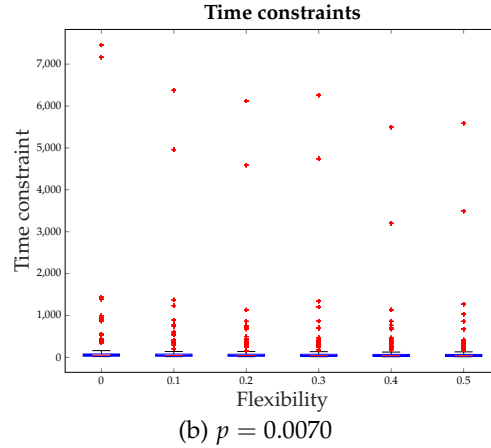 Time constraints
7,000
6,000
5,000
4,000
3,000
2,000
1,000
0
Time constraint
0 0.1 0.2 0.3 0.4 0.5
Flexibility
(b) p = 0.0070